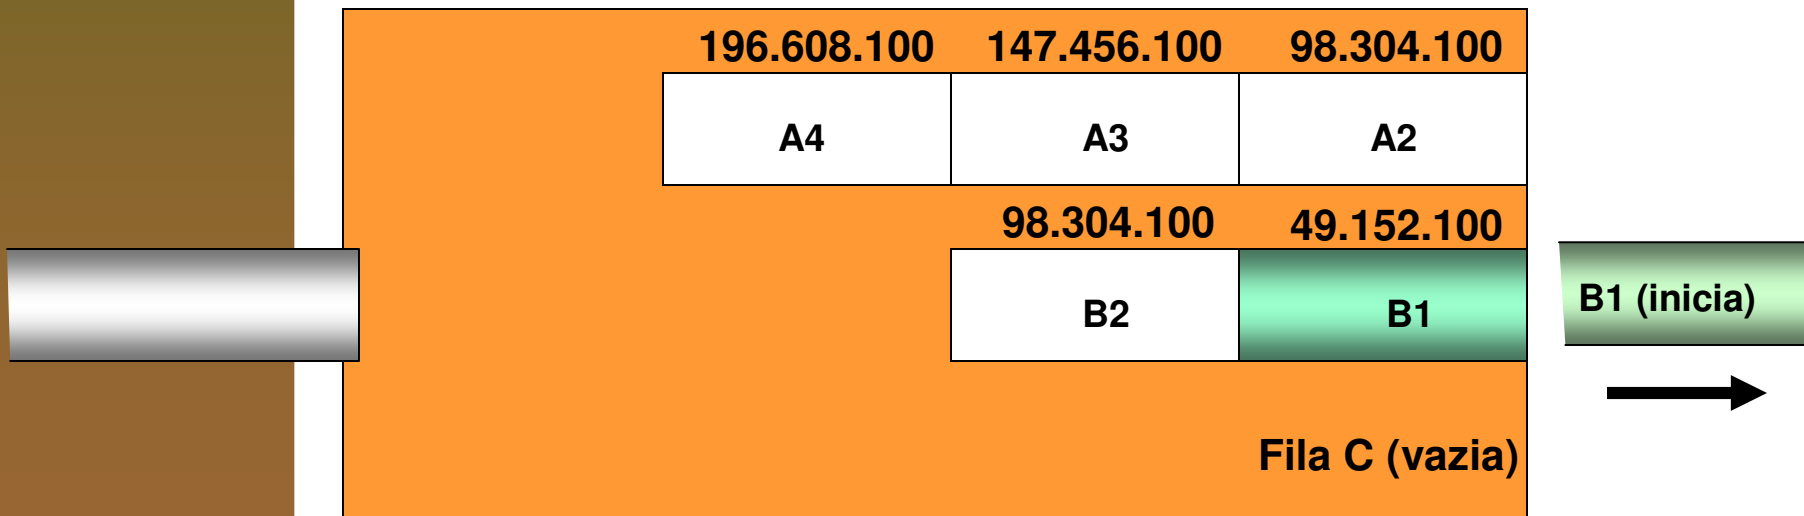 196.608.100 147.456.100 98.304.100
A4 A3 A2
98.304.100 49.152.100
B2 B1 B1 (inicia)
Fila C (vazia)